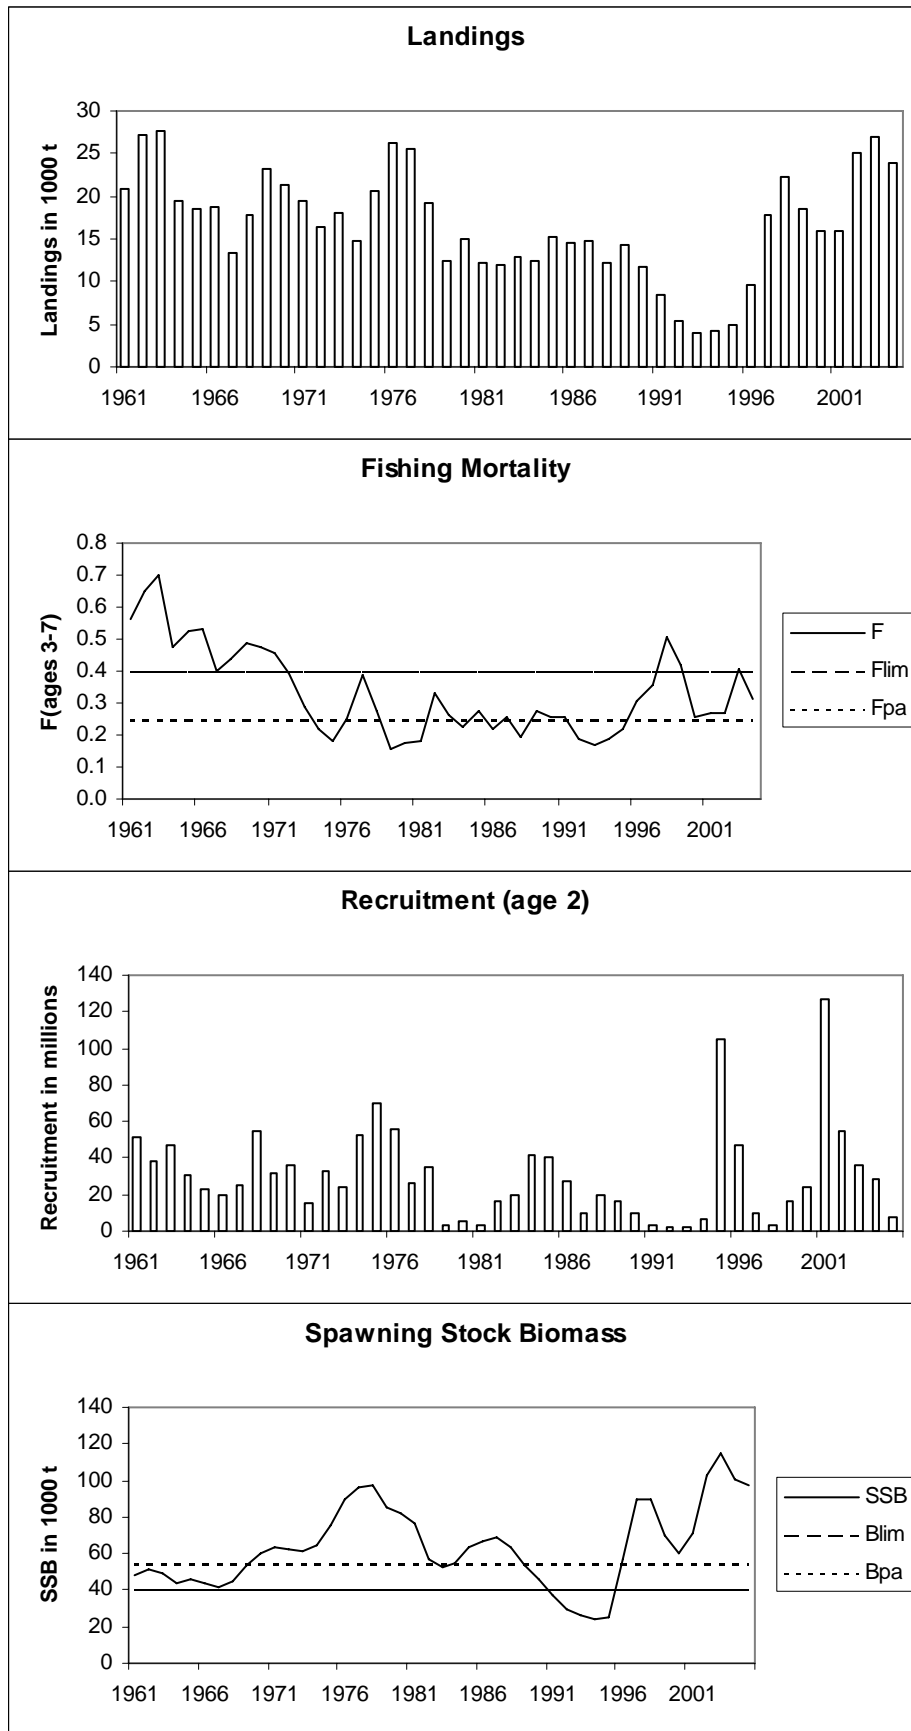 Landings
Landings in 1000 t
30
25
20
15
10
5
0
1961 1966 1971 1976 1981 1986 1991 1996 2001
Fishing Mortality
F(ages 3-7)
0.8
0.7
0.6
0.5
0.4
0.3
0.2
0.1
0.0
1961 1966 1971 1976 1981 1986 1991 1996 2001
F
Flim
Fpa
Recruitment (age 2)
Recruitment in millions
140
120
100
80
60
40
20
0
1961 1966 1971 1976 1981 1986 1991 1996 2001
Spawning Stock Biomass
SSB in 1000 t
140
120
100
80
60
40
20
0
1961 1966 1971 1976 1981 1986 1991 1996 2001
SSB
Blim
Bpa